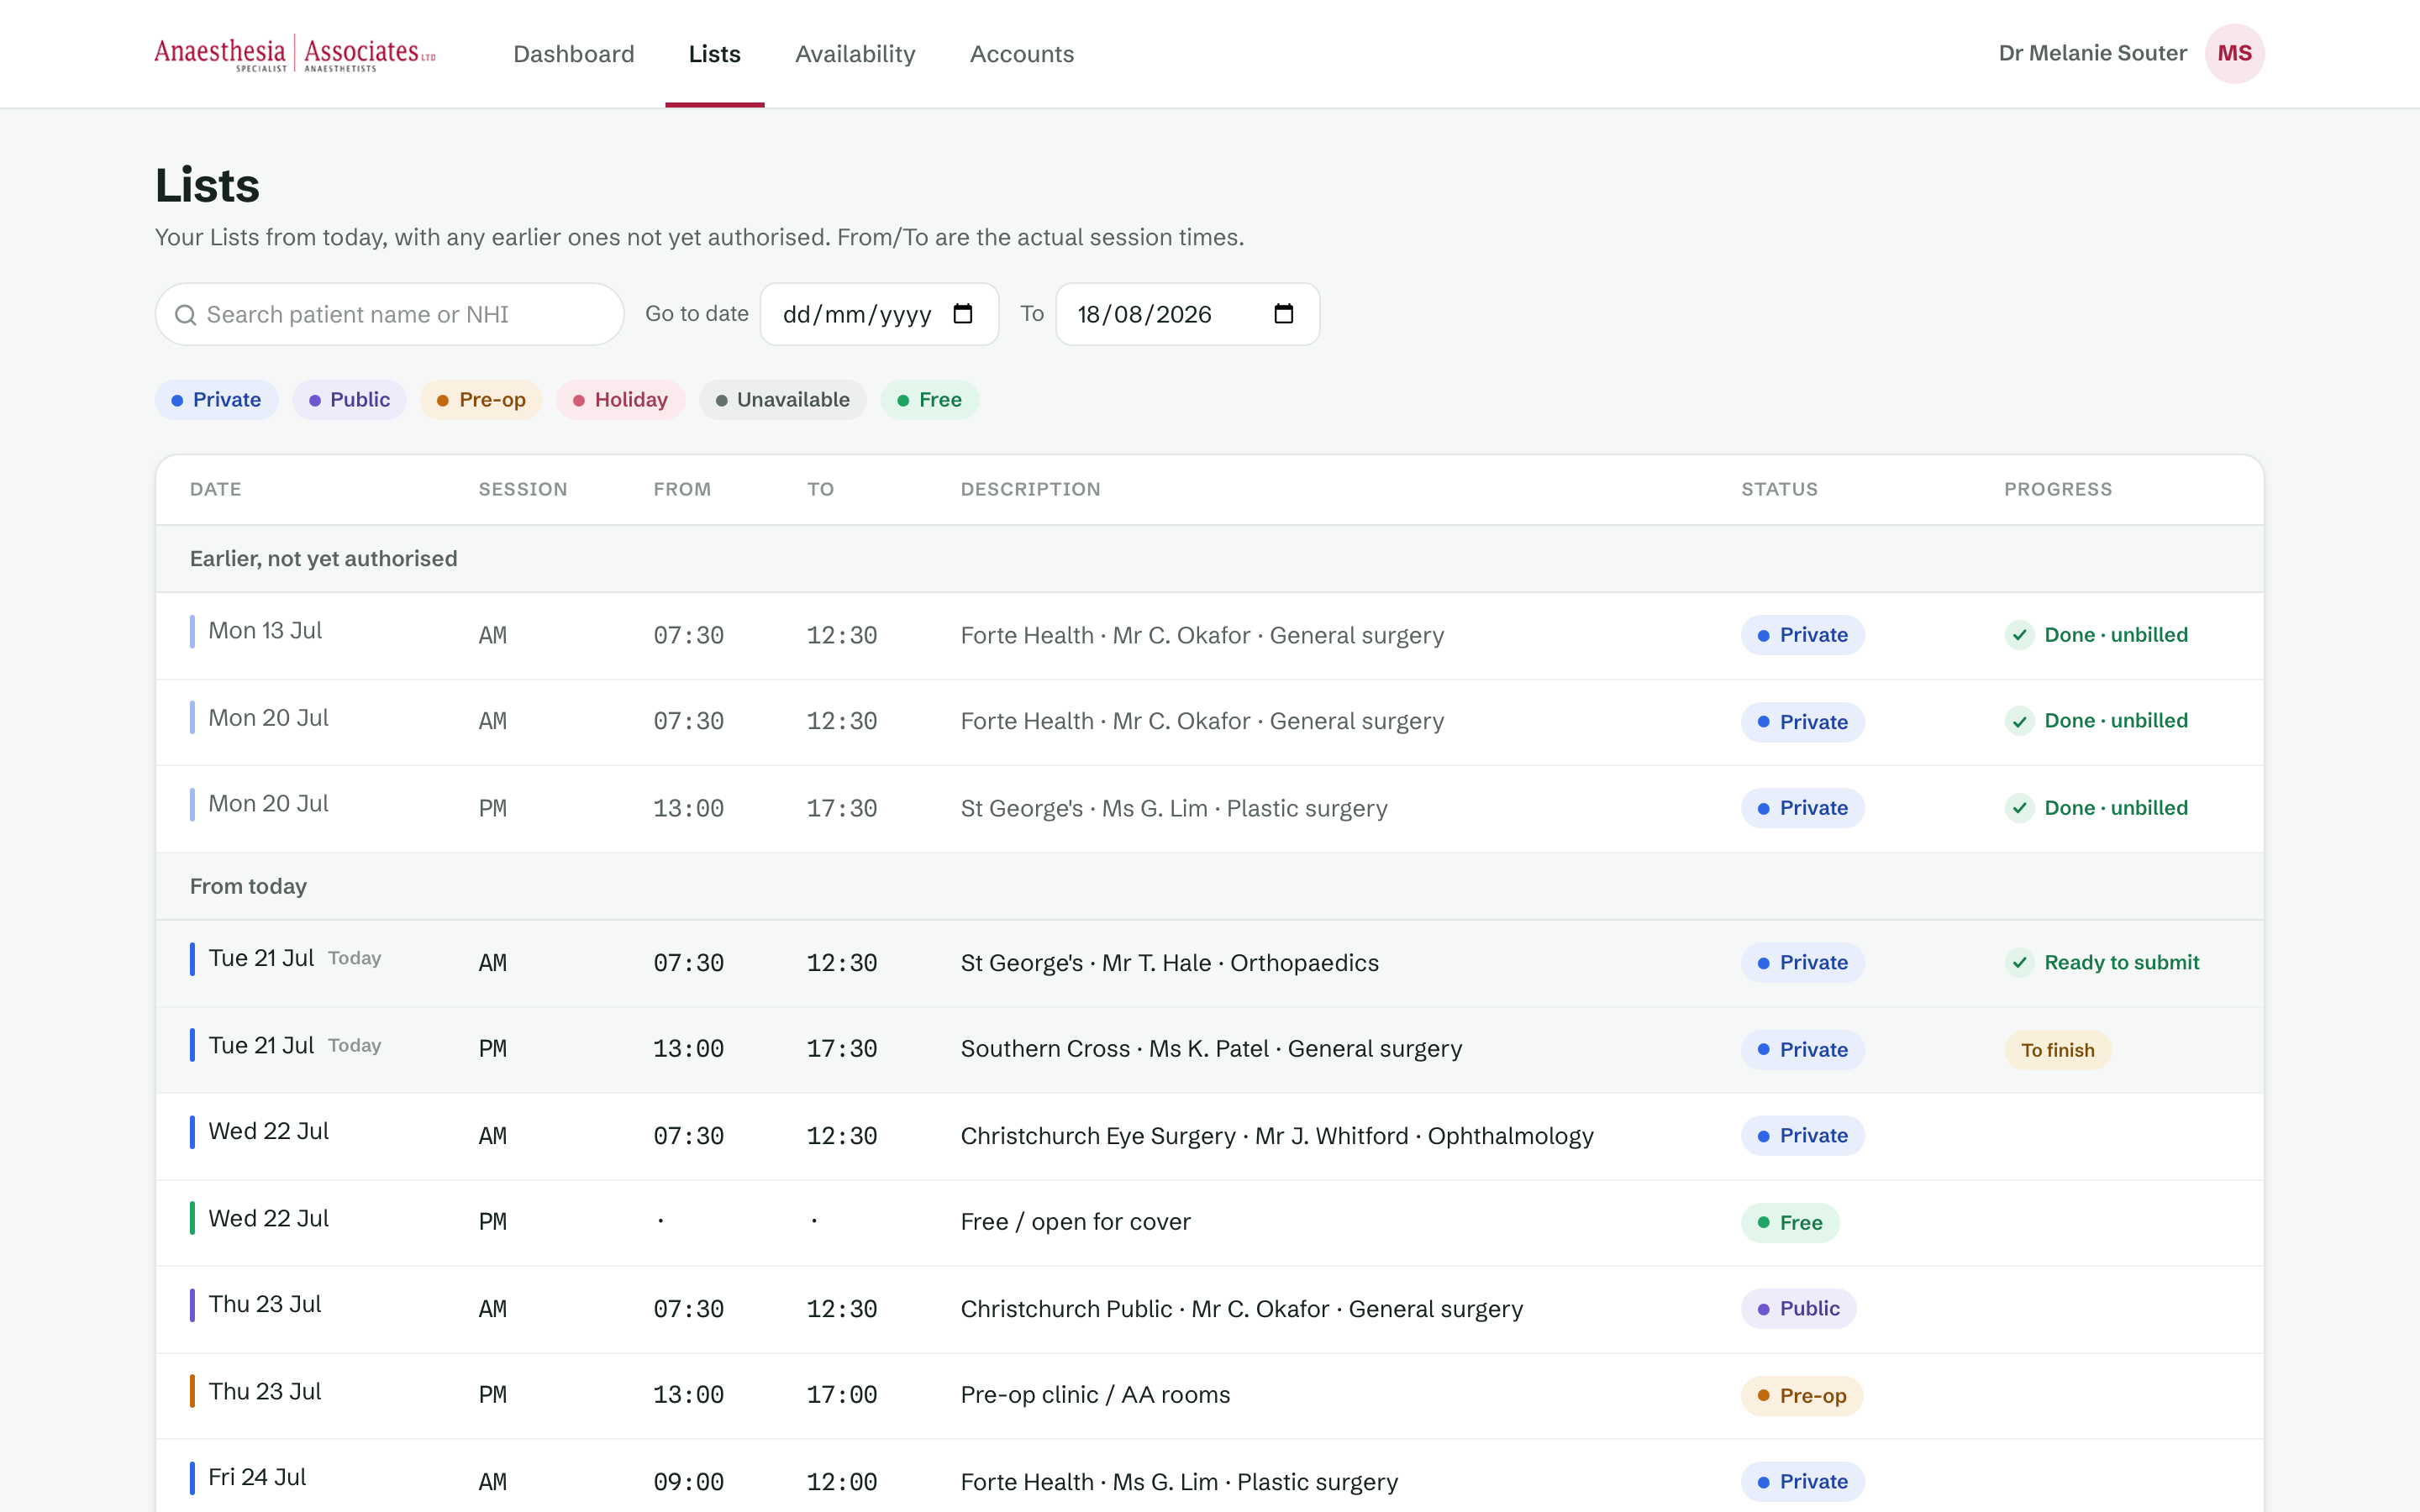 Anaesthesia | Associates LTD
SPECIALIST ANAESTHETISTS
Dashboard Lists Availability Accounts
Dr Melanie Souter MS
Lists
Your Lists from today, with any earlier ones not yet authorised. From/To are the actual session times.
Search patient name or NHI Go to date dd/mm/yyyy To 18/08/2026
Private Public Pre-op Holiday Unavailable Free
DATE SESSION FROM TO DESCRIPTION STATUS PROGRESS
Earlier, not yet authorised
Mon 13 Jul AM 07:30 12:30 Forte Health · Mr C. Okafor · General surgery Private Done · unbilled
Mon 20 Jul AM 07:30 12:30 Forte Health · Mr C. Okafor · General surgery Private Done · unbilled
Mon 20 Jul PM 13:00 17:30 St George's · Ms G. Lim · Plastic surgery Private Done · unbilled
From today
Tue 21 Jul Today AM 07:30 12:30 St George's · Mr T. Hale · Orthopaedics Private Ready to submit
Tue 21 Jul Today PM 13:00 17:30 Southern Cross · Ms K. Patel · General surgery Private To finish
Wed 22 Jul AM 07:30 12:30 Christchurch Eye Surgery · Mr J. Whitford · Ophthalmology Private
Wed 22 Jul PM · · Free / open for cover Free
Thu 23 Jul AM 07:30 12:30 Christchurch Public · Mr C. Okafor · General surgery Public
Thu 23 Jul PM 13:00 17:00 Pre-op clinic / AA rooms Pre-op
Fri 24 Jul AM 09:00 12:00 Forte Health · Ms G. Lim · Plastic surgery Private